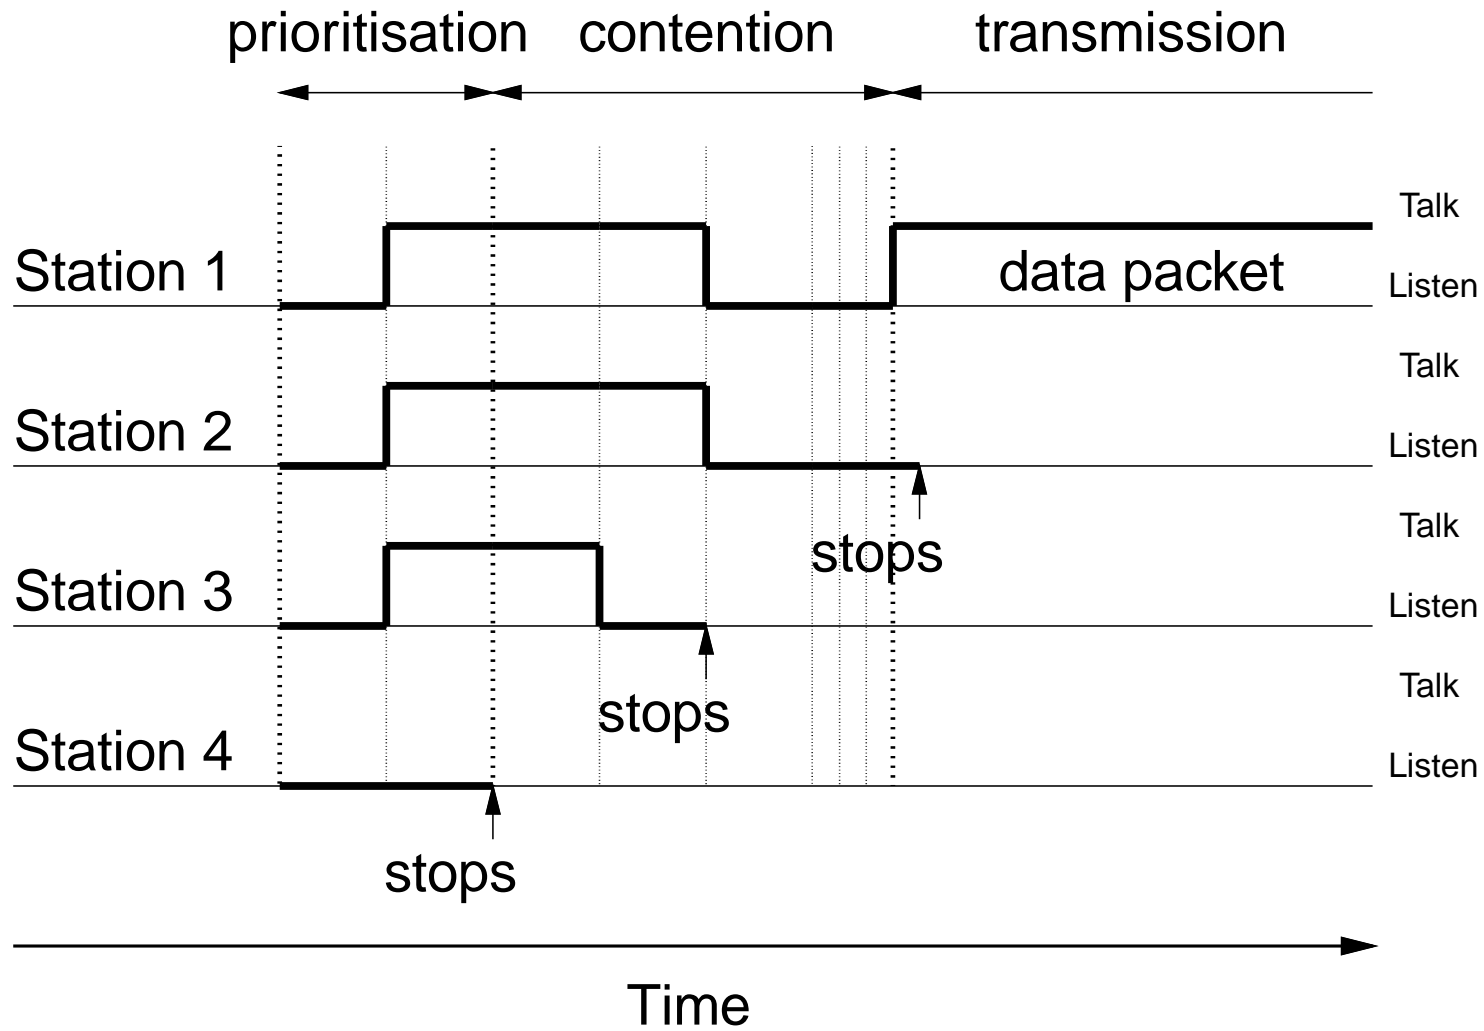 prioritisation contention transmission
Talk
Station 1 data packet Listen
Talk
Station 2 Listen
Talk
stops
Station 3 Listen
Talk
stops
Station 4 Listen
stops
Time